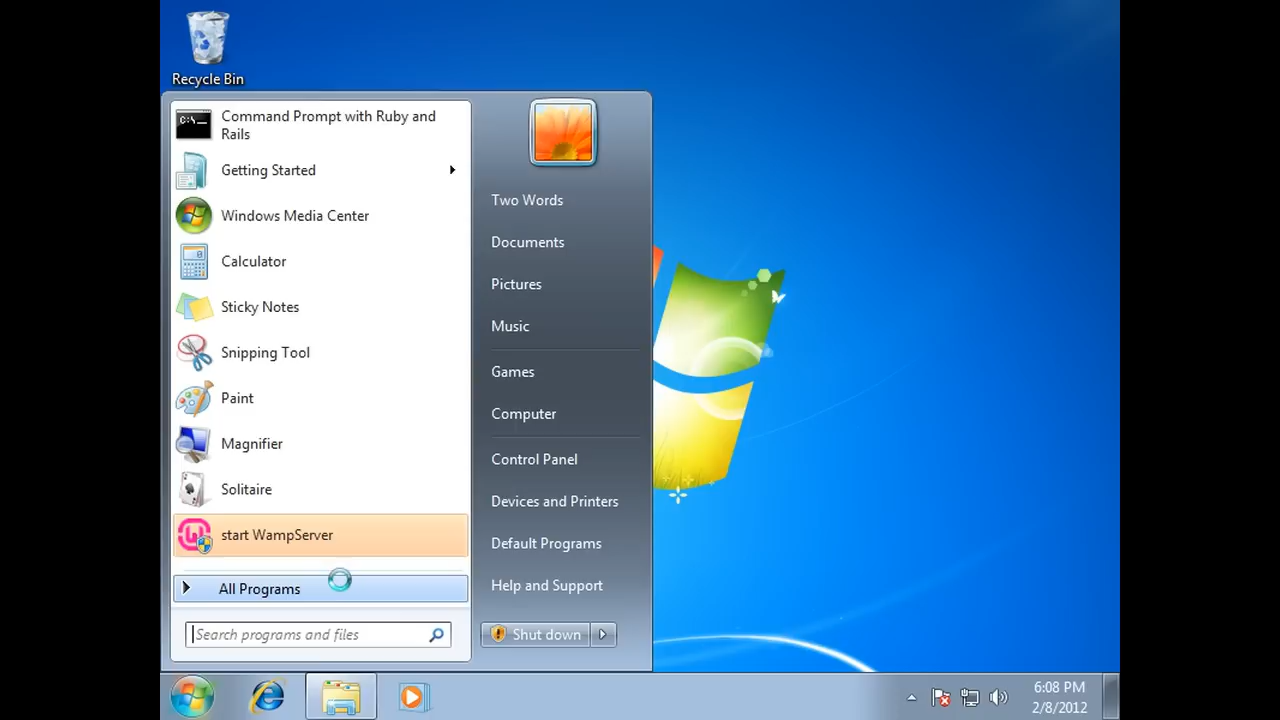 Recycle Bin
Command Prompt with Ruby and
Rails
Getting Started
Windows Media Center
Calculator
Sticky Notes
Snipping Tool
Paint
Magnifier
Solitaire
start WampServer
All Programs
Search programs and files
Two Words
Documents
Pictures
Music
Games
Computer
Control Panel
Devices and Printers
Default Programs
Help and Support
Shut down
6:08 PM
2/8/2012